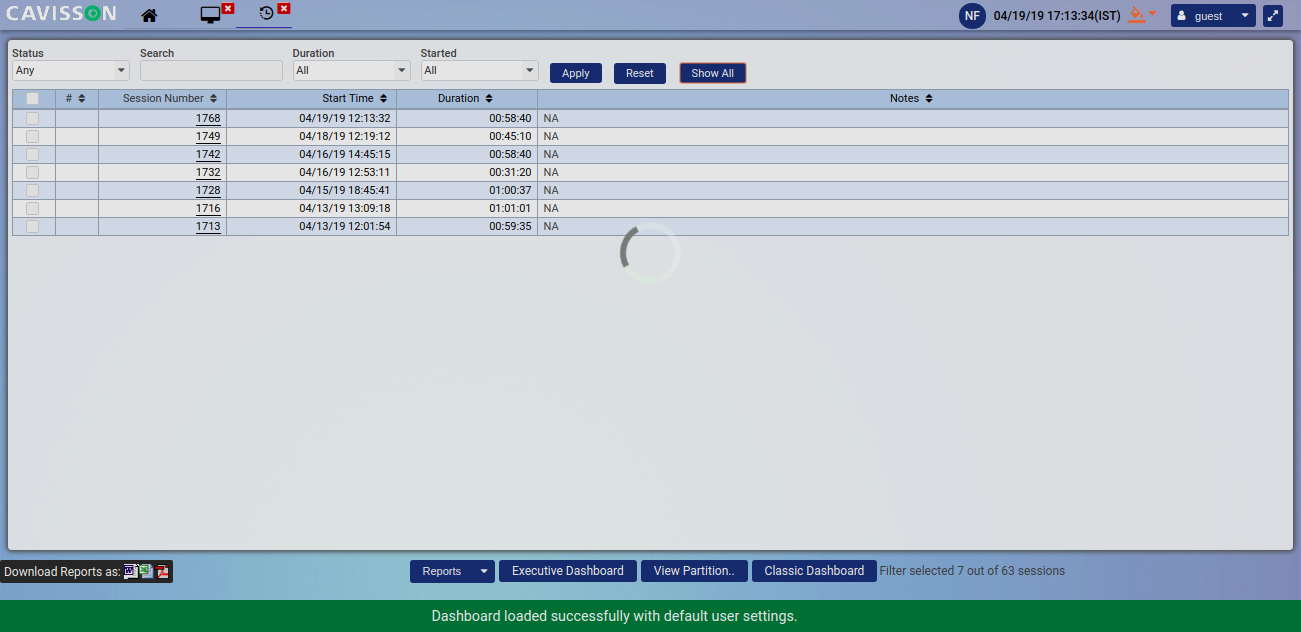 CAVISSON
NF 04/19/19 17:13:34(IST) guest
Status Search Duration Started
Any All All Apply Reset Show All
# Session Number Start Time Duration Notes
1768 04/19/19 12:13:32 00:58:40 NA
1749 04/18/19 12:19:12 00:45:10 NA
1742 04/16/19 14:45:15 00:58:40 NA
1732 04/16/19 12:53:11 00:31:20 NA
1728 04/15/19 18:45:41 01:00:37 NA
1716 04/13/19 13:09:18 01:01:01 NA
1713 04/13/19 12:01:54 00:59:35 NA
Download Reports as: Reports Executive Dashboard View Partition.. Classic Dashboard Filter selected 7 out of 63 sessions
Dashboard loaded successfully with default user settings.